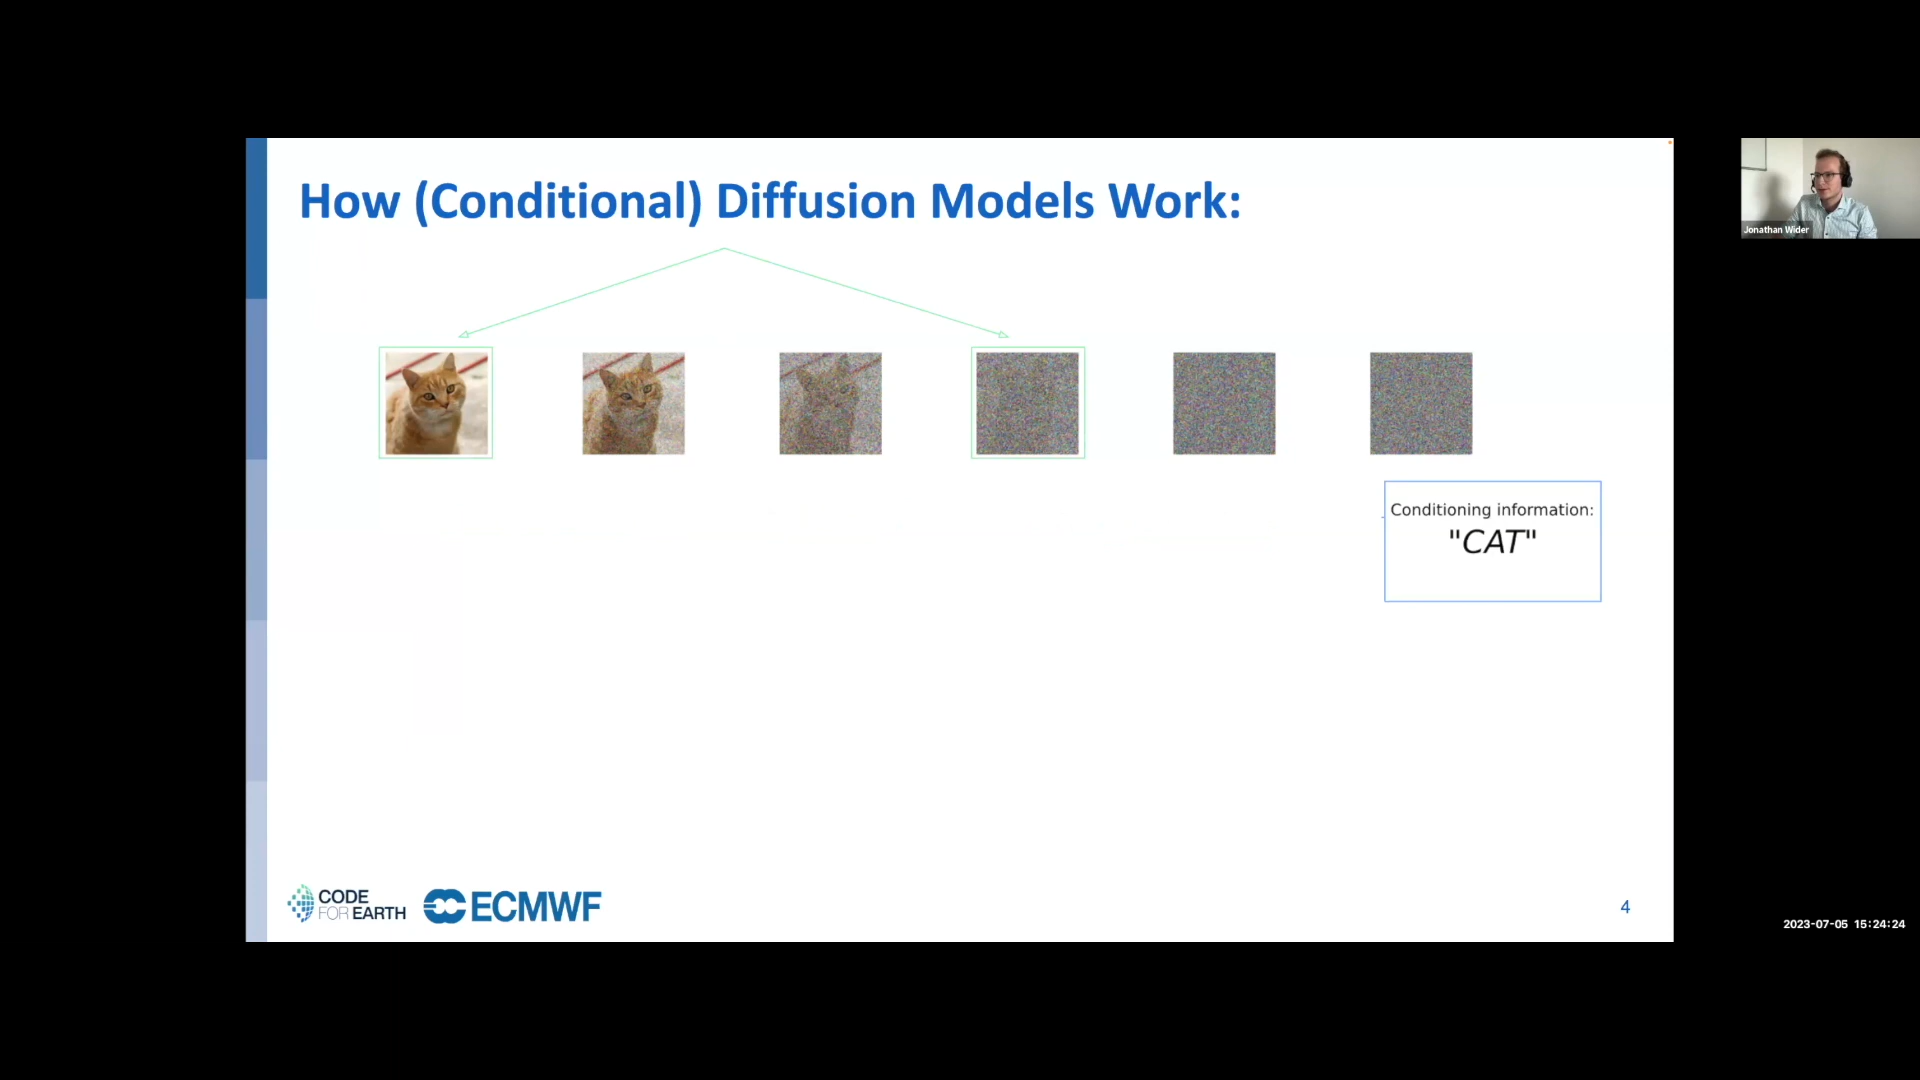 How (Conditional) Diffusion Models Work:
Jonathan Wider
Conditioning information:
"CAT"
CODE
FOR EARTH
ECMWF
4
2023-07-05 15:24:24